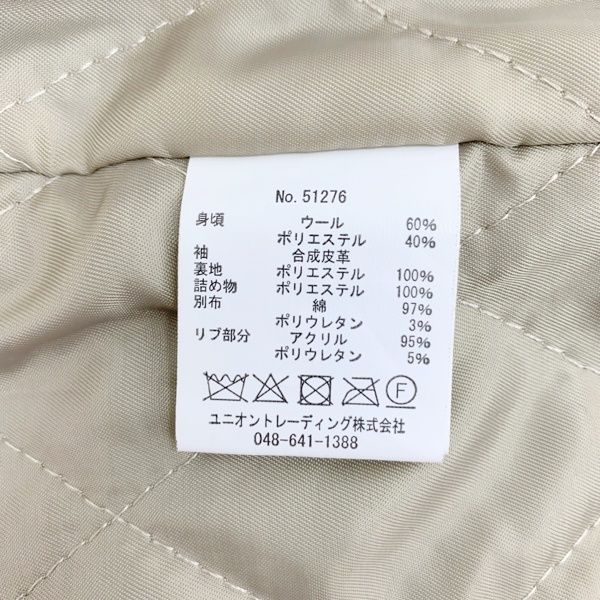 No. 51276
身頃 ウール 60%
ポリエステル 40%
袖 合成皮革
裏地 ポリエステル 100%
詰め物 ポリエステル 100%
別布 綿 97%
ポリウレタン 3%
リブ部分 アクリル 95%
ポリウレタン 5%
F
ユニオントレーディング株式会社
048-641-1388